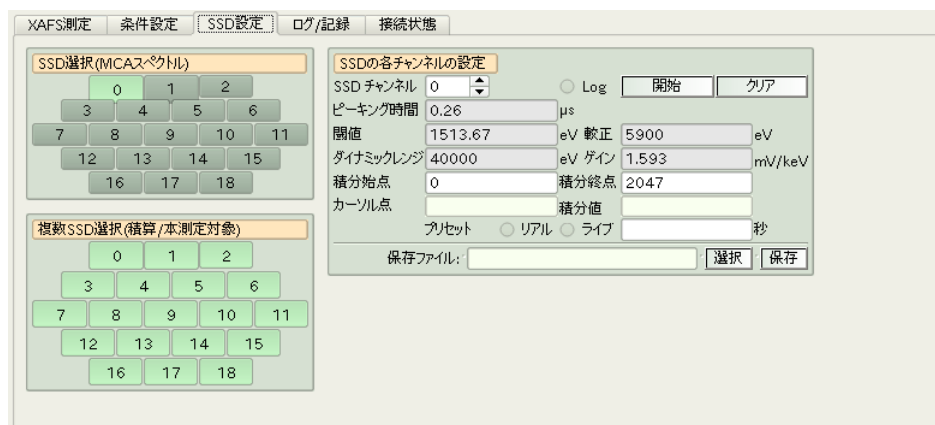 XAFS測定 条件設定 SSD設定 ログ/記録 接続状態
SSD選択(MCAスペクトル)
0 1 2
3 4 5 6
7 8 9 10 11
12 13 14 15
16 17 18
複数SSD選択(積算/本測定対象)
0 1 2
3 4 5 6
7 8 9 10 11
12 13 14 15
16 17 18
SSDの各チャンネルの設定
SSD チャンネル 0 Log 開始 クリア
ピーキング時間 0.26 μs
閾値 1513.67 eV 較正 5900 eV
ダイナミックレンジ 40000 eV ゲイン 1.593 mV/keV
積分始点 0 積分終点 2047
カーソル点 積分値
プリセット リアル ライブ 秒
保存ファイル: 選択 保存